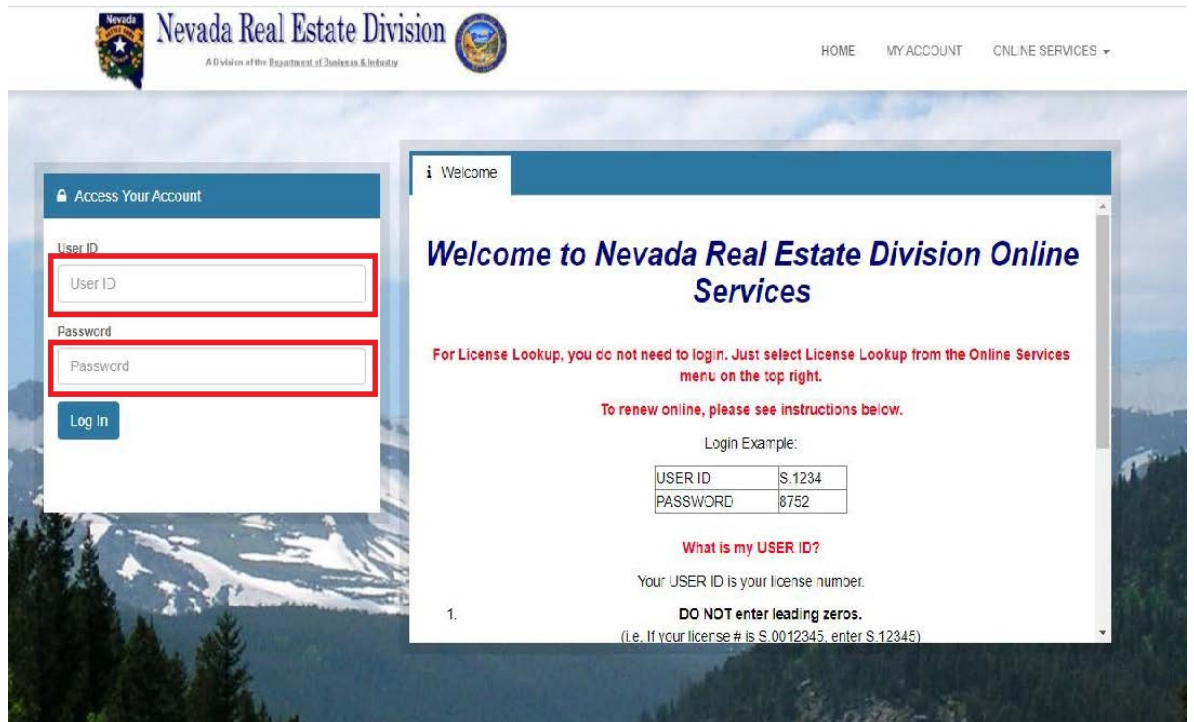 Nevada
Nevada Real Estate Division
A Division of the Department of Business & Industry
HOME MY ACCOUNT ONLINE SERVICES
Access Your Account
User ID
User ID
Password
Password
Log In
i Welcome
Welcome to Nevada Real Estate Division Online
Services
For License Lookup, you do not need to login. Just select License Lookup from the Online Services
menu on the top right.
To renew online, please see instructions below.
Login Example:
USER ID S.1234
PASSWORD 8752
What is my USER ID?
Your USER ID is your license number.
1. DO NOT enter leading zeros.
(i.e. If your license # is S.0012345, enter S.12345)